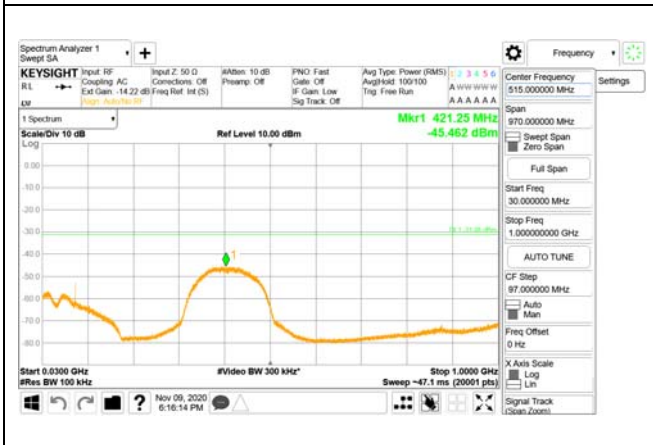 Spectrum Analyzer 1
Swept SA
Frequency
KEYSIGHT
RL
Input: RF
Coupling: AC
Ext Gain: -14.22 dB
Align: Auto/No RF
Input Z: 50 Ω
Corrections: Off
Freq Ref: Int (S)
#Atten: 10 dB
Preamp: Off
PNO: Fast
Gate: Off
IF Gain: Low
Sig Track: Off
Avg Type: Power (RMS)
Avg|Hold: 100/100
Trig: Free Run
1 2 3 4 5 6
A W W W W W
A A A A A A
1 Spectrum
Scale/Div 10 dB
Log
Ref Level 10.00 dBm
Mkr1 421.25 MHz
-45.462 dBm
0.00
-10.0
-20.0
-30.0
-40.0
-50.0
-60.0
-70.0
-80.0
1
Start 0.0300 GHz
#Res BW 100 kHz
#Video BW 300 kHz*
Stop 1.0000 GHz
Sweep ~47.1 ms (20001 pts)
Nov 09, 2020
6:16:14 PM
Center Frequency
515.000000 MHz
Settings
Span
970.000000 MHz
Swept Span
Zero Span
Full Span
Start Freq
30.000000 MHz
Stop Freq
1.000000000 GHz
AUTO TUNE
CF Step
97.000000 MHz
Auto
Man
Freq Offset
0 Hz
X Axis Scale
Log
Lin
Signal Track
(Span Zoom)